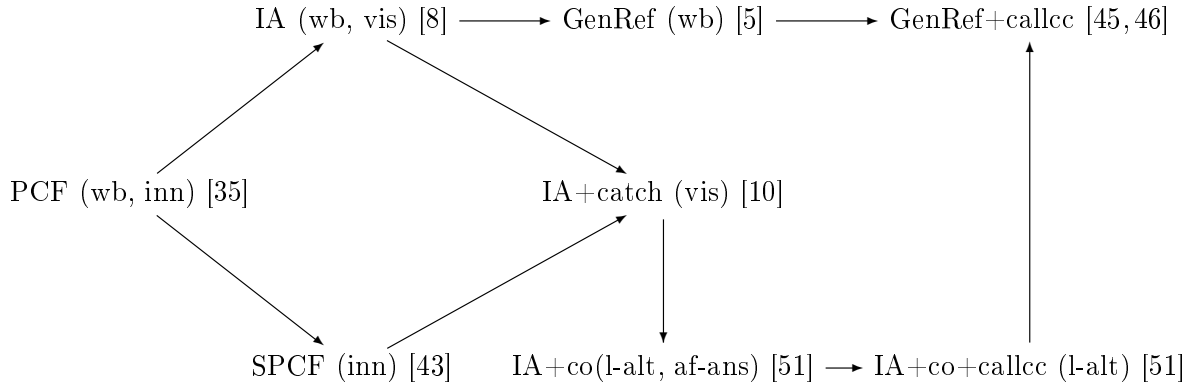 IA (wb, vis) [8] GenRef (wb) [5] GenRef+callcc [45,46]
PCF (wb, inn) [35] IA+catch (vis) [10]
SPCF (inn) [43] IA+co(l-alt, af-ans) [51] IA+co+callcc (l-alt) [51]